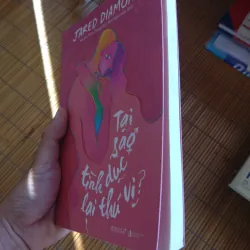 JARED DIAMO
Tại
sao
tình dục
lại thú vị?